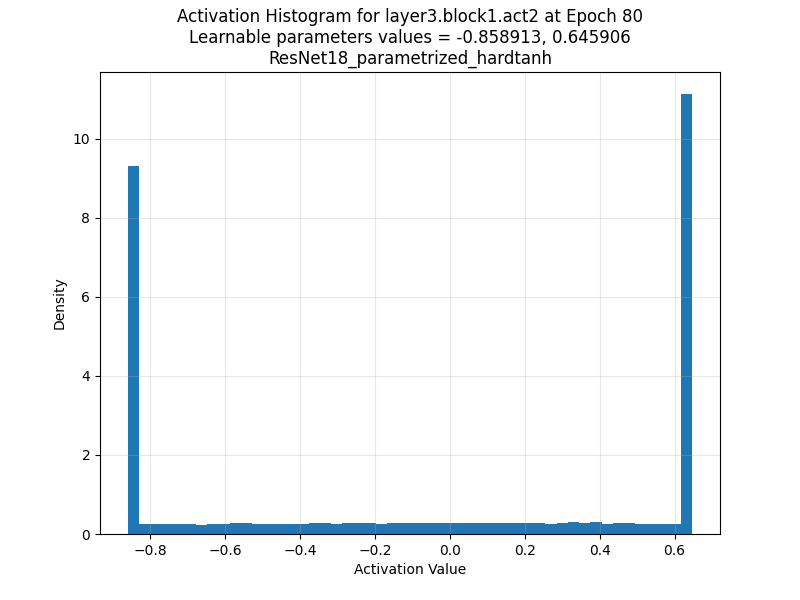 Activation Histogram for layer3.block1.act2 at Epoch 80
Learnable parameters values = -0.858913, 0.645906
ResNet18_parametrized_hardtanh
10
8
6
4
2
0
Density
−0.8 −0.6 −0.4 −0.2 0.0 0.2 0.4 0.6
Activation Value